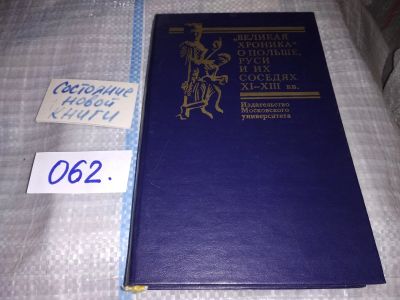 „ВЕЛИКАЯ
ХРОНИКА“
О ПОЛЬШЕ,
РУСИ
И ИХ
СОСЕДЯХ
XI–XIII вв.
Издательство
Московского
университета
Состояние
новой
книги
062.